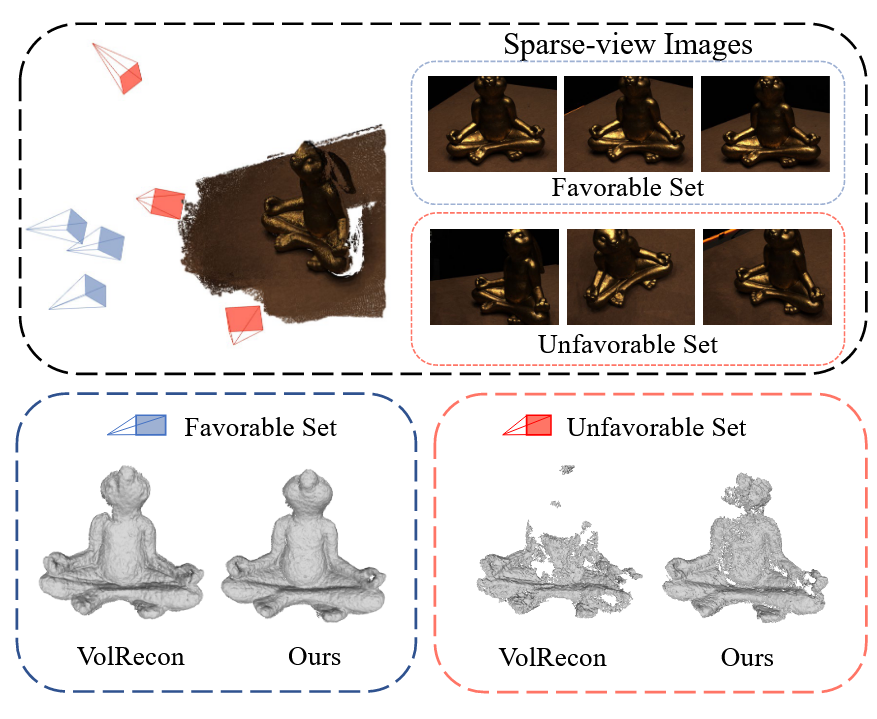 Sparse-view Images
Favorable Set
Unfavorable Set
Favorable Set
VolRecon
Ours
Unfavorable Set
VolRecon
Ours